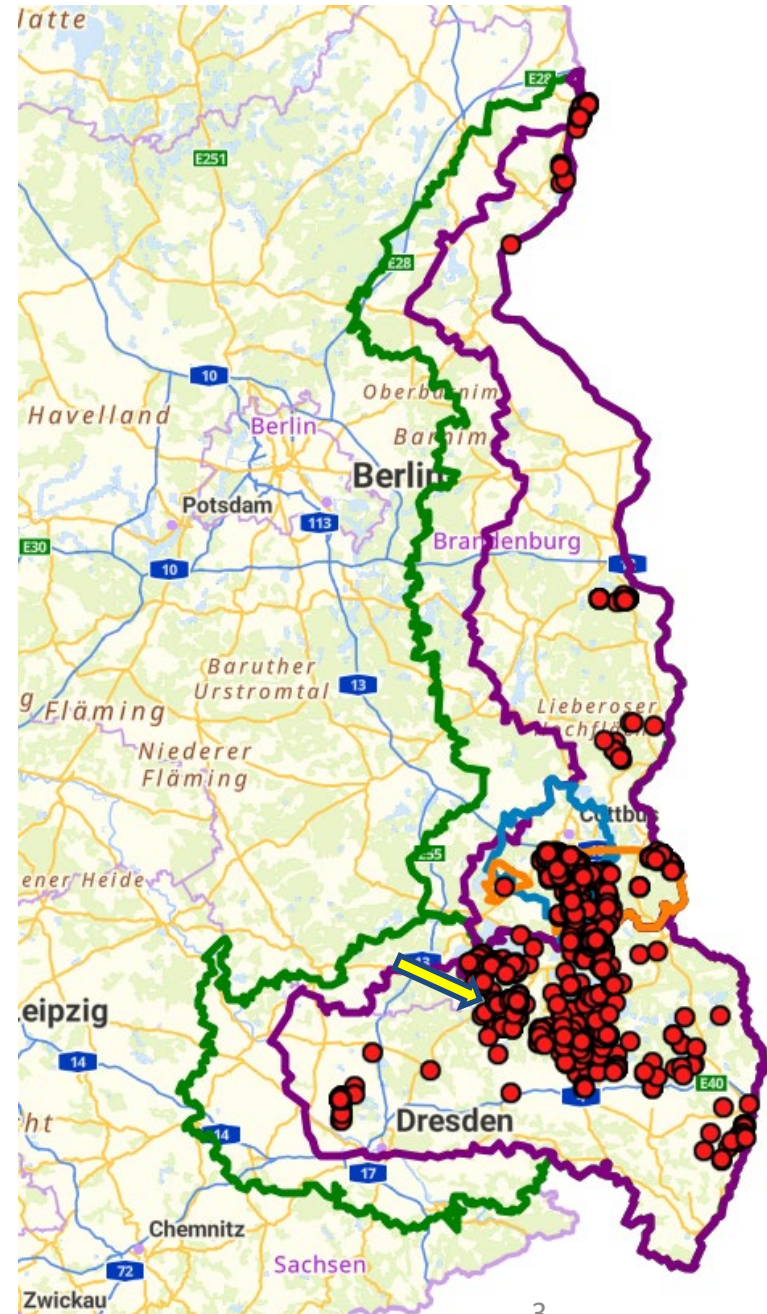 E28
E251
E28
10
Oberbarnim
Havelland
Berlin
Barnim
Berlin
Potsdam
113
Brandenburg
E30
10
Baruther
Urstromtal
13
Fläming
Lieberoser
Niederer
Fläming
Cottbus
E55
ener Heide
13
eipzig
14
E40
ht
Dresden
14
17
Chemnitz
Sachsen
72
Zwickau
3